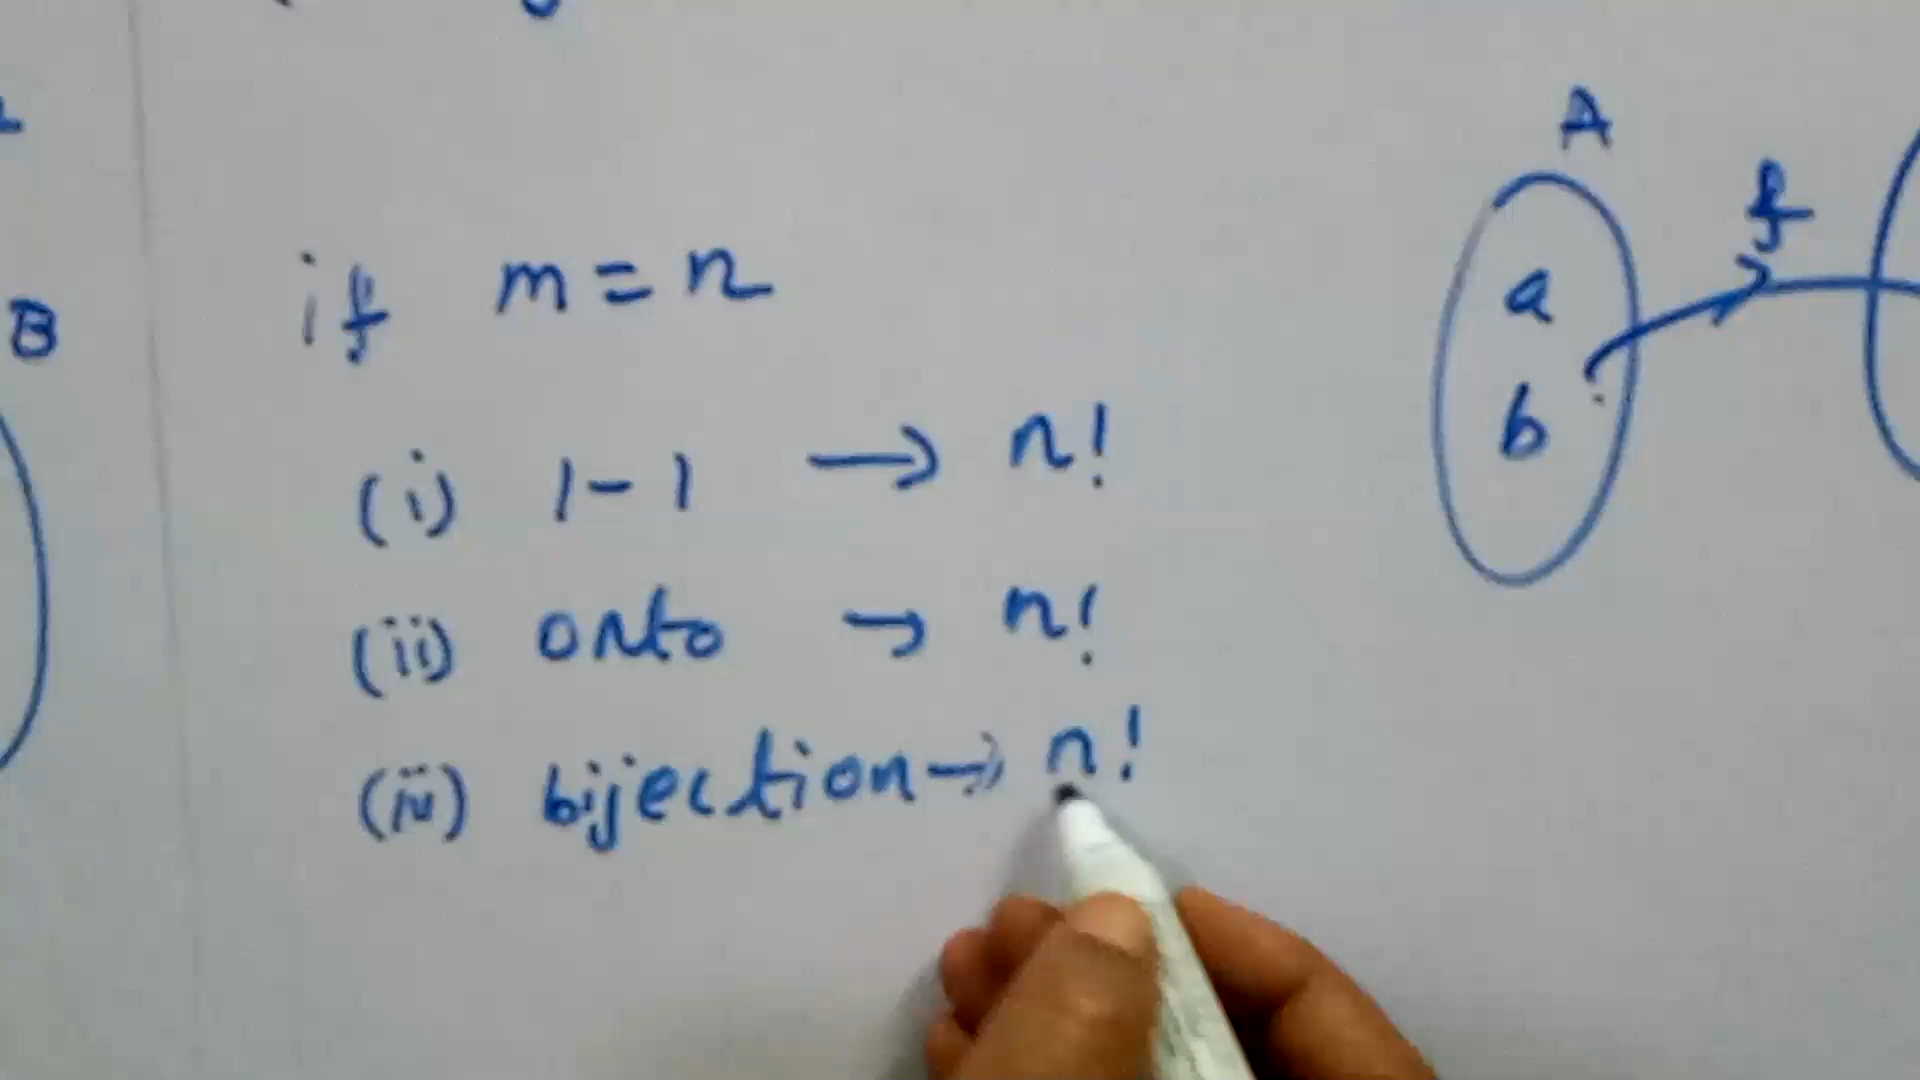 if m = n
(i) 1-1 → n!
(ii) onto → n!
(iii) bijection → n!
A
f
a
b
B